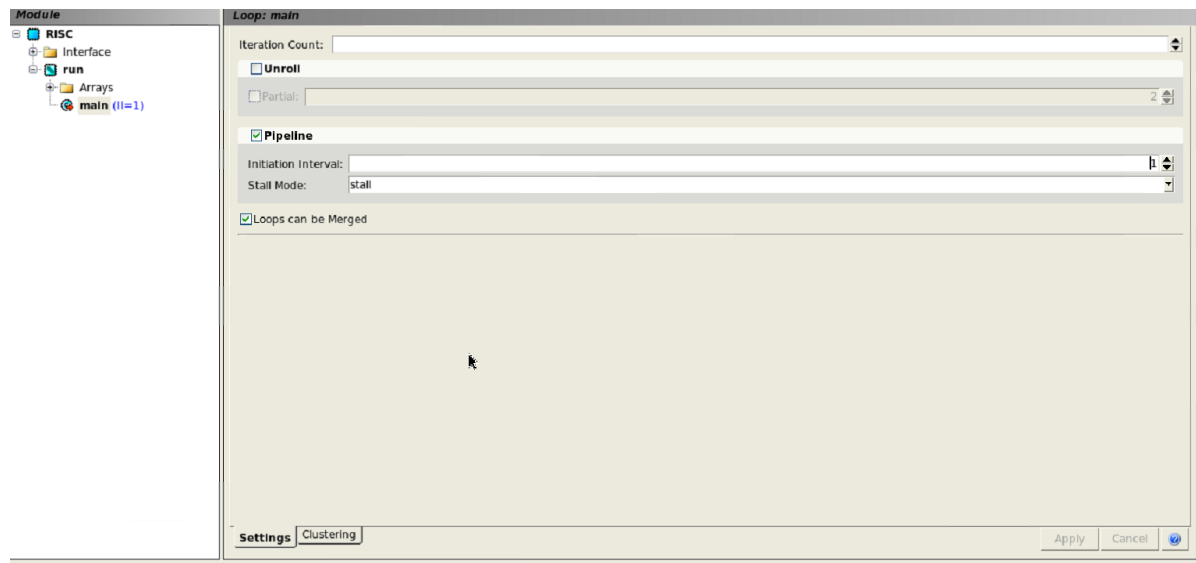 Module
RISC
Interface
run
Arrays
main (II=1)
Loop: main
Iteration Count:
Unroll
Partial: 2
Pipeline
Initiation Interval: 1
Stall Mode: stall
Loops can be Merged
Settings Clustering
Apply Cancel ?